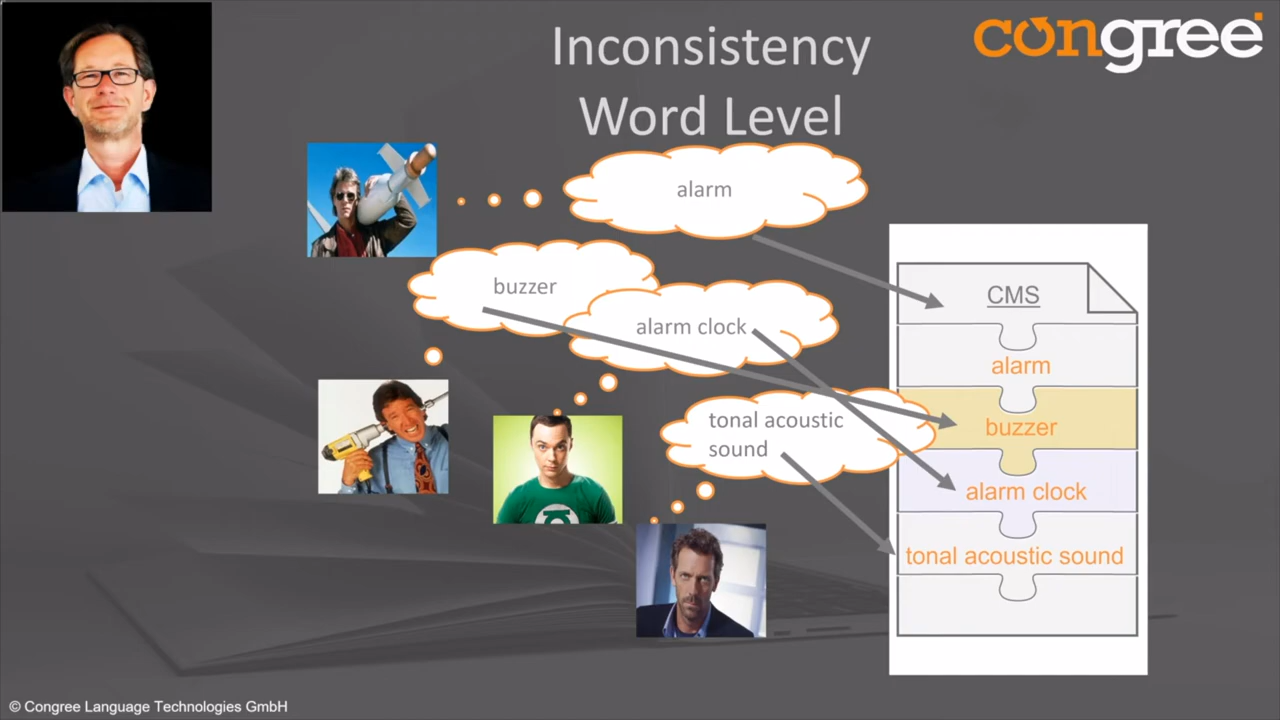 Inconsistency
Word Level
congree
alarm
buzzer
alarm clock
tonal acoustic
sound
CMS
alarm
buzzer
alarm clock
tonal acoustic sound
© Congree Language Technologies GmbH